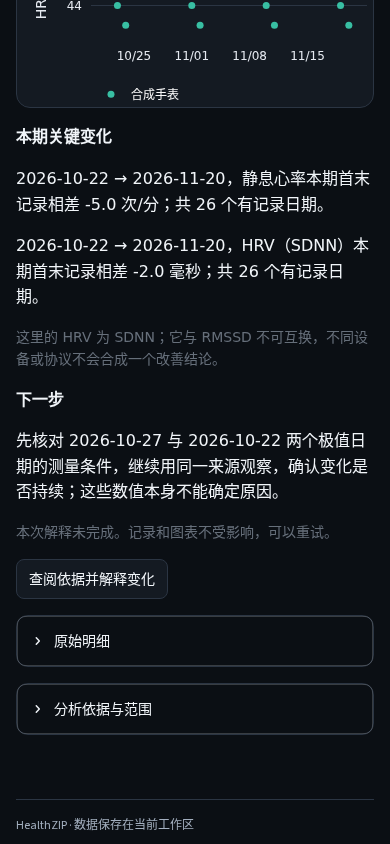 HRV
44
10/25 11/01 11/08 11/15
合成手表
本期关键变化
2026-10-22 → 2026-11-20，静息心率本期首末
记录相差 -5.0 次/分；共 26 个有记录日期。
2026-10-22 → 2026-11-20，HRV（SDNN）本
期首末记录相差 -2.0 毫秒；共 26 个有记录日
期。
这里的 HRV 为 SDNN；它与 RMSSD 不可互换，不同设
备或协议不会合成一个改善结论。
下一步
先核对 2026-10-27 与 2026-10-22 两个极值日
期的测量条件，继续用同一来源观察，确认变化是
否持续；这些数值本身不能确定原因。
本次解释未完成。记录和图表不受影响，可以重试。
查阅依据并解释变化
原始明细
分析依据与范围
HealthZIP · 数据保存在当前工作区